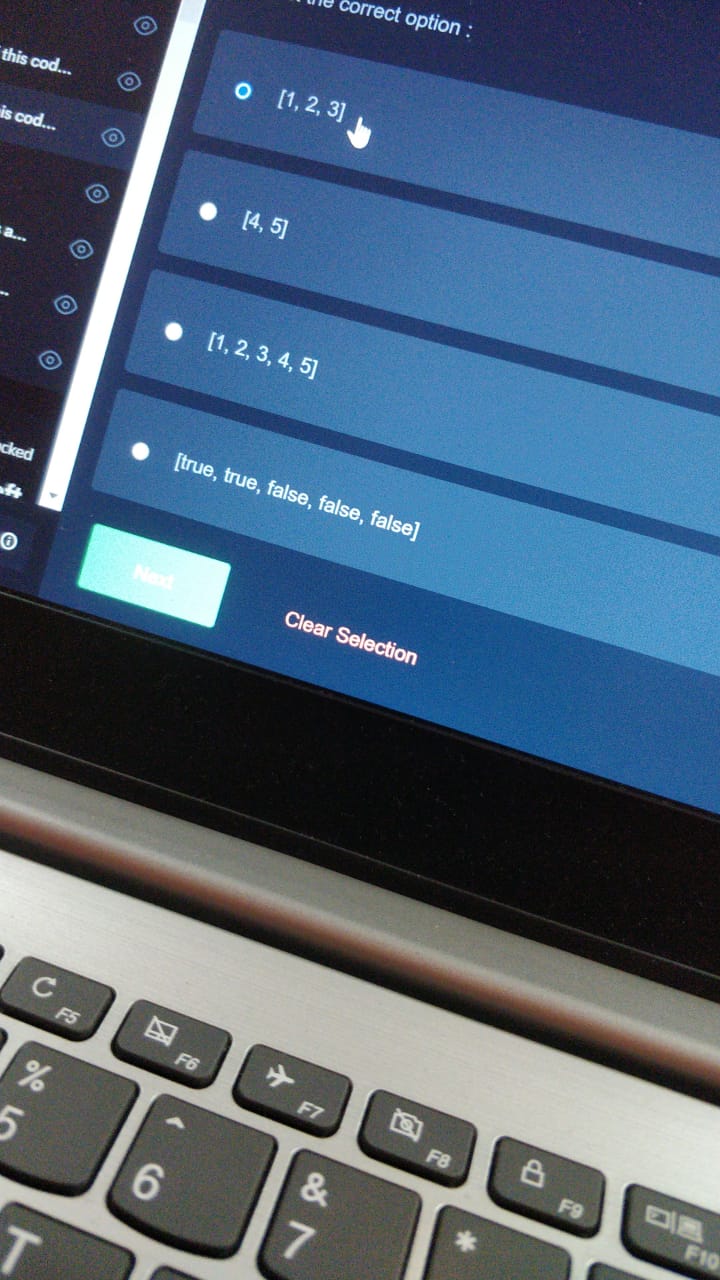 the correct option :
this cod...
[1, 2, 3]
is cod...
[4, 5]
a...
...
[1, 2, 3, 4, 5]
[true, true, false, false, false]
Next
Clear Selection
F5
F6
F7
F8
F9
F10
%
5
^
6
&
7
*
T